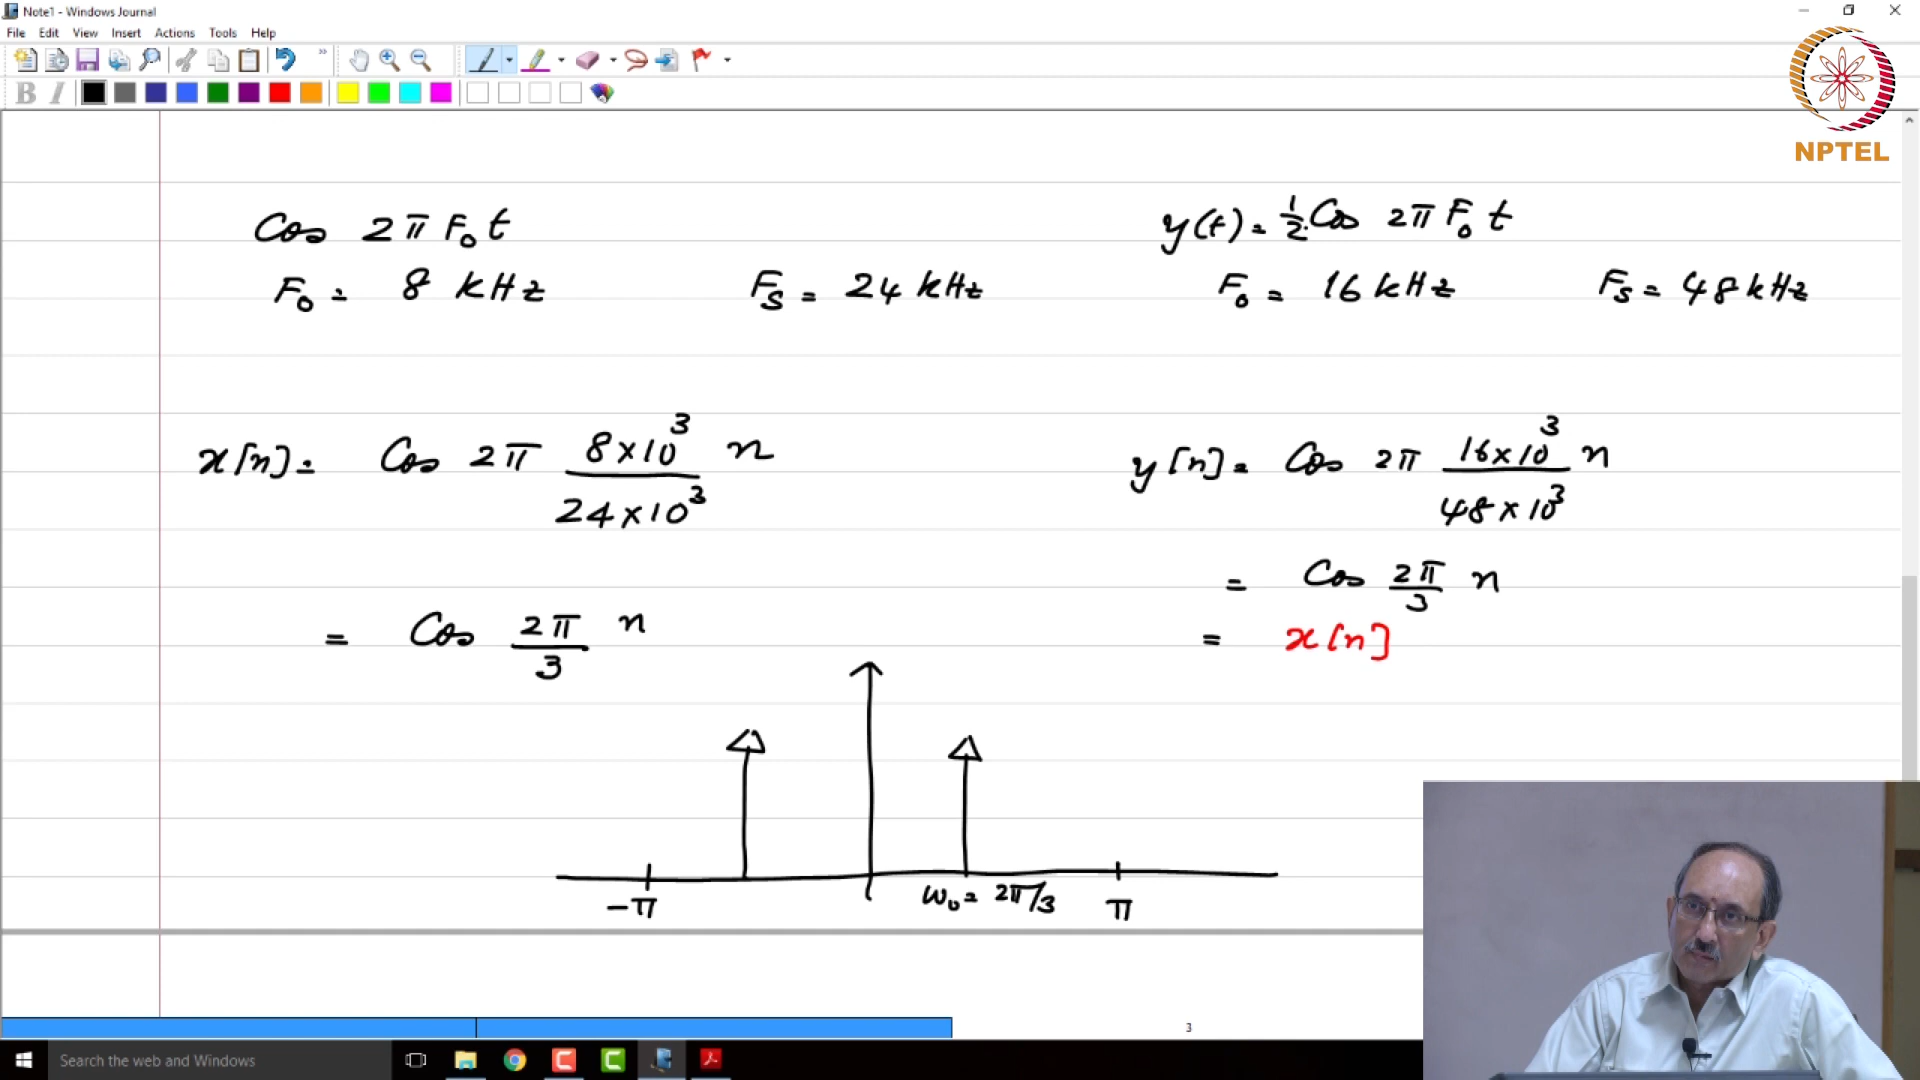 Note1 - Windows Journal
File Edit View Insert Actions Tools Help
B I
NPTEL
Cos 2π F₀ t
y(t) = 1/2 Cos 2π F₀ t
F₀ = 8 kHz
Fs = 24 kHz
F₀ = 16 kHz
Fs = 48 kHz
x[n] = Cos 2π 8×10³/24×10³ n
y[n] = Cos 2π 16×10³/48×10³ n
= Cos 2π/3 n
= Cos 2π/3 n
= x[n]
-π
ω₀ = 2π/3
π
3
Search the web and Windows